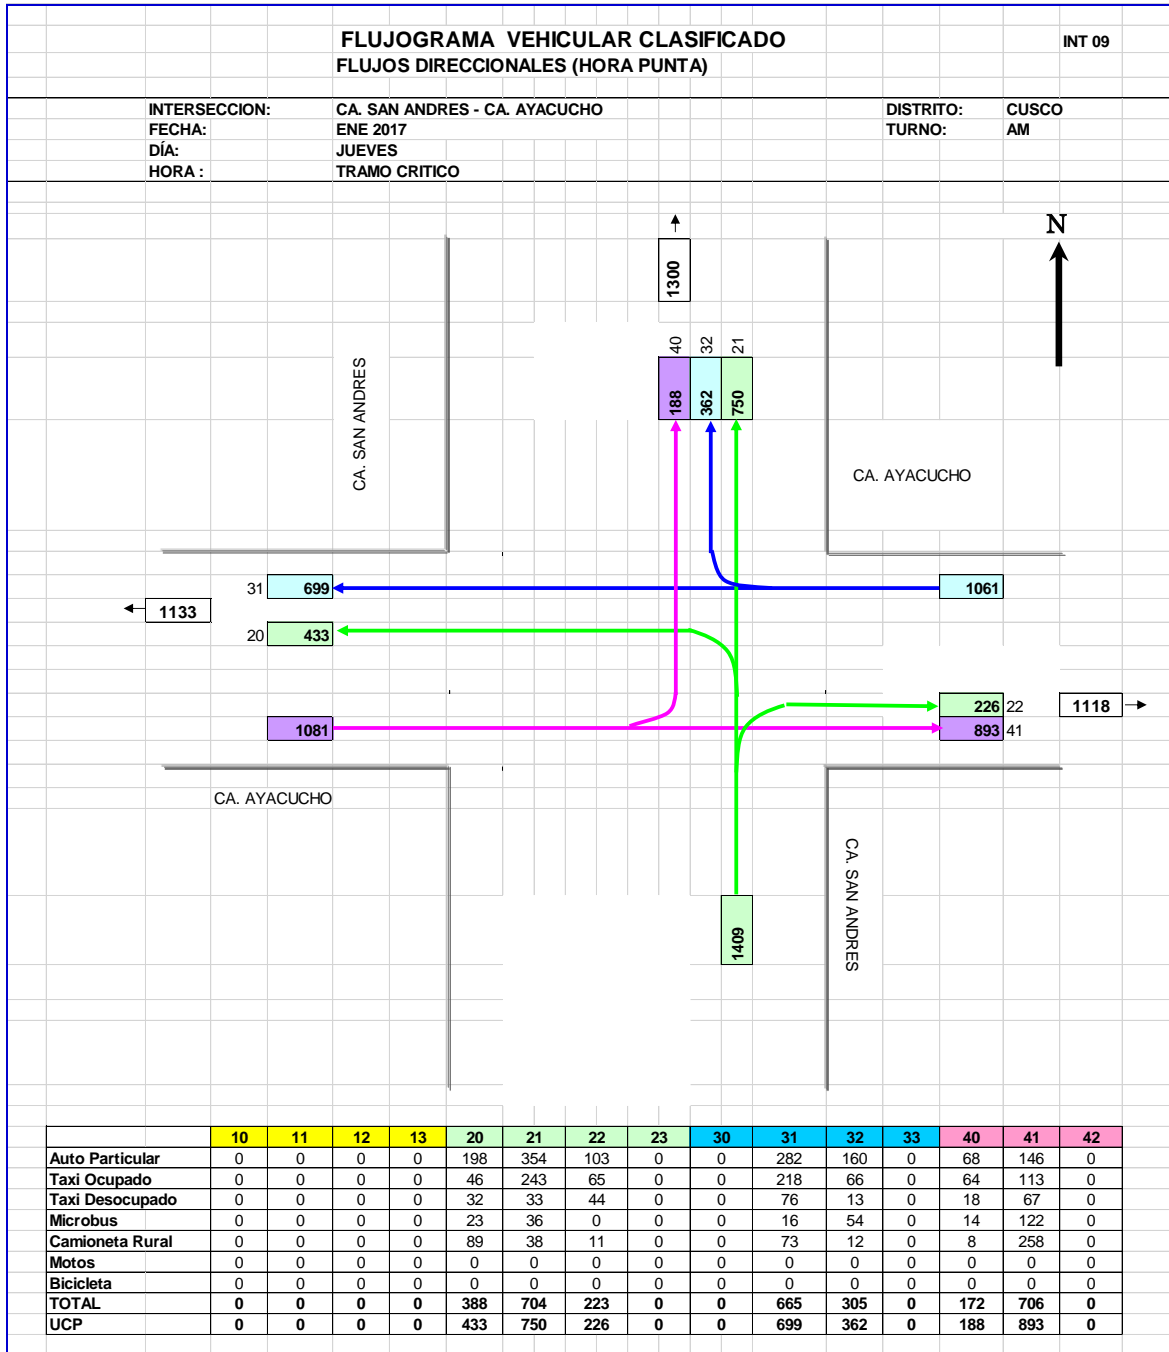 FLUJOGRAMA VEHICULAR CLASIFICADO INT 09
FLUJOS DIRECCIONALES (HORA PUNTA)
INTERSECCION: CA. SAN ANDRES - CA. AYACUCHO DISTRITO: CUSCO
FECHA: ENE 2017 TURNO: AM
DÍA: JUEVES
HORA : TRAMO CRITICO
N
1300
40 32 21
188 362 750
CA. SAN ANDRES
CA. AYACUCHO
31 699 1061
1133
20 433
226 22 1118
1081 893 41
CA. AYACUCHO
CA. SAN ANDRES
1409
10 11 12 13 20 21 22 23 30 31 32 33 40 41 42
Auto Particular 0 0 0 0 198 354 103 0 0 282 160 0 68 146 0
Taxi Ocupado 0 0 0 0 46 243 65 0 0 218 66 0 64 113 0
Taxi Desocupado 0 0 0 0 32 33 44 0 0 76 13 0 18 67 0
Microbus 0 0 0 0 23 36 0 0 0 16 54 0 14 122 0
Camioneta Rural 0 0 0 0 89 38 11 0 0 73 12 0 8 258 0
Motos 0 0 0 0 0 0 0 0 0 0 0 0 0 0 0
Bicicleta 0 0 0 0 0 0 0 0 0 0 0 0 0 0 0
TOTAL 0 0 0 0 388 704 223 0 0 665 305 0 172 706 0
UCP 0 0 0 0 433 750 226 0 0 699 362 0 188 893 0